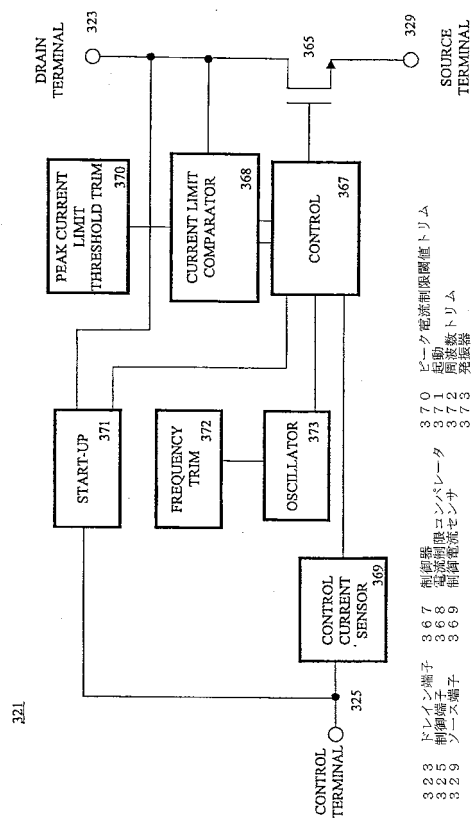 321
DRAIN
TERMINAL
323
PEAK CURRENT
LIMIT
THRESHOLD TRIM
370
START-UP
371
FREQUENCY
TRIM
372
CURRENT LIMIT
COMPARATOR
368
365
CONTROL
367
OSCILLATOR
373
CONTROL
CURRENT
SENSOR
369
CONTROL
TERMINAL
325
329
SOURCE
TERMINAL
323 ドレイン端子
325 制御端子
329 ソース端子
367 制御器
368 電流制限コンパレータ
369 制御電流センサ
370 ピーク電流制限閾値トリム
371 起動
372 周波数トリム
373 発振器